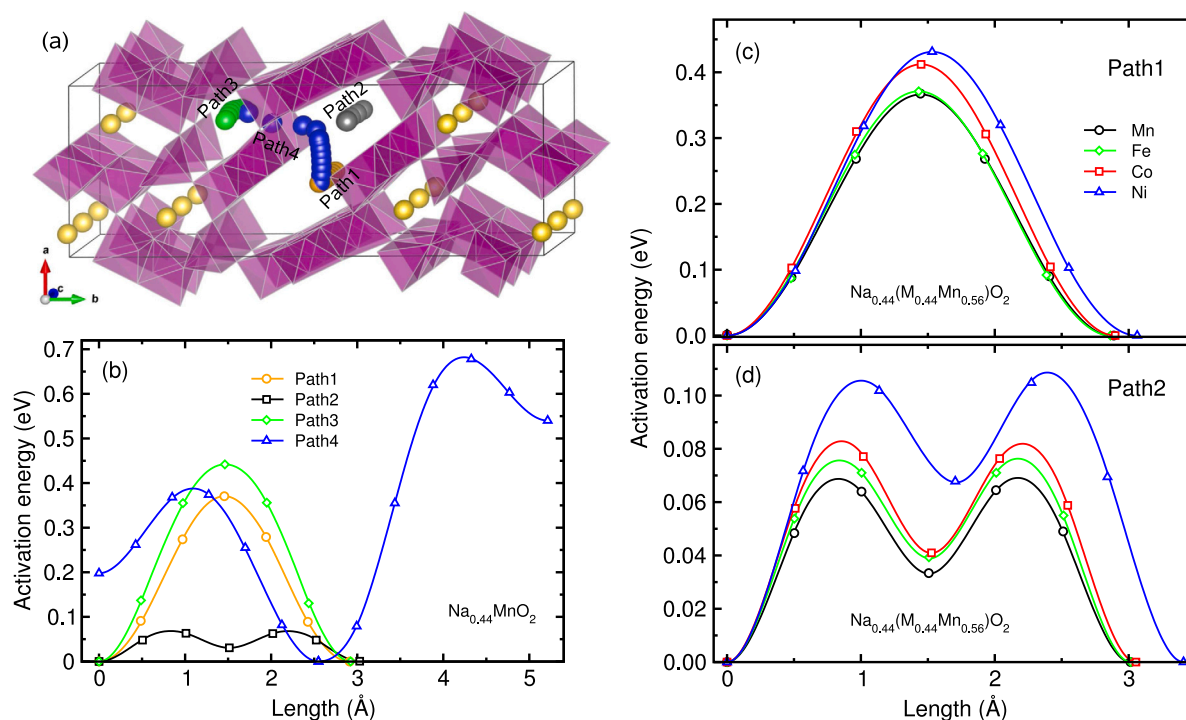 (a)
Path3
Path2
Path4
Path1
a
c
b
(b)
Activation energy (eV)
0.7
0.6
0.5
0.4
0.3
0.2
0.1
0
Path1
Path2
Path3
Path4
Na0.44MnO2
0 1 2 3 4 5
Length (Å)
(c)
Path1
Activation energy (eV)
0.4
0.3
0.2
0.1
0.0
Mn
Fe
Co
Ni
Na0.44(M0.44Mn0.56)O2
(d)
Path2
0.10
0.08
0.06
0.04
0.02
0.00
Na0.44(M0.44Mn0.56)O2
0 1 2 3
Length (Å)